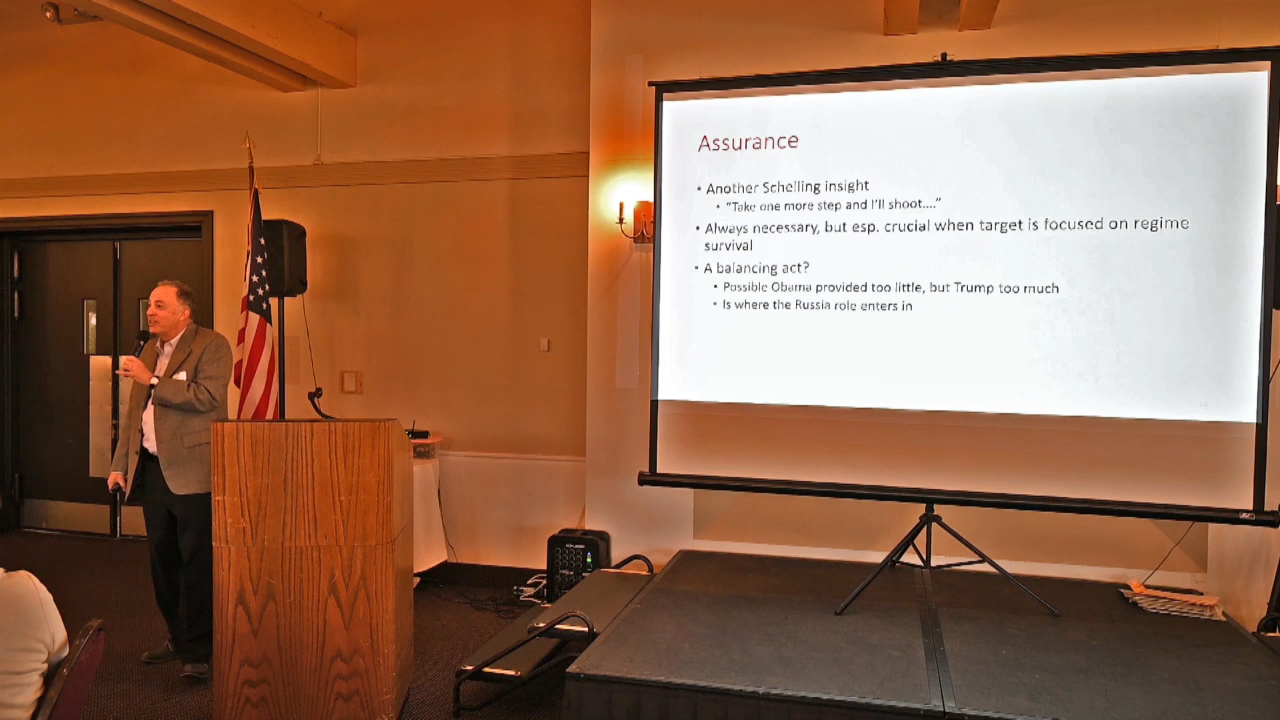 Assurance
• Another Schelling insight
• "Take one more step and I'll shoot...."
• Always necessary, but esp. crucial when target is focused on regime
survival
• A balancing act?
• Possible Obama provided too little, but Trump too much
• Is where the Russia role enters in